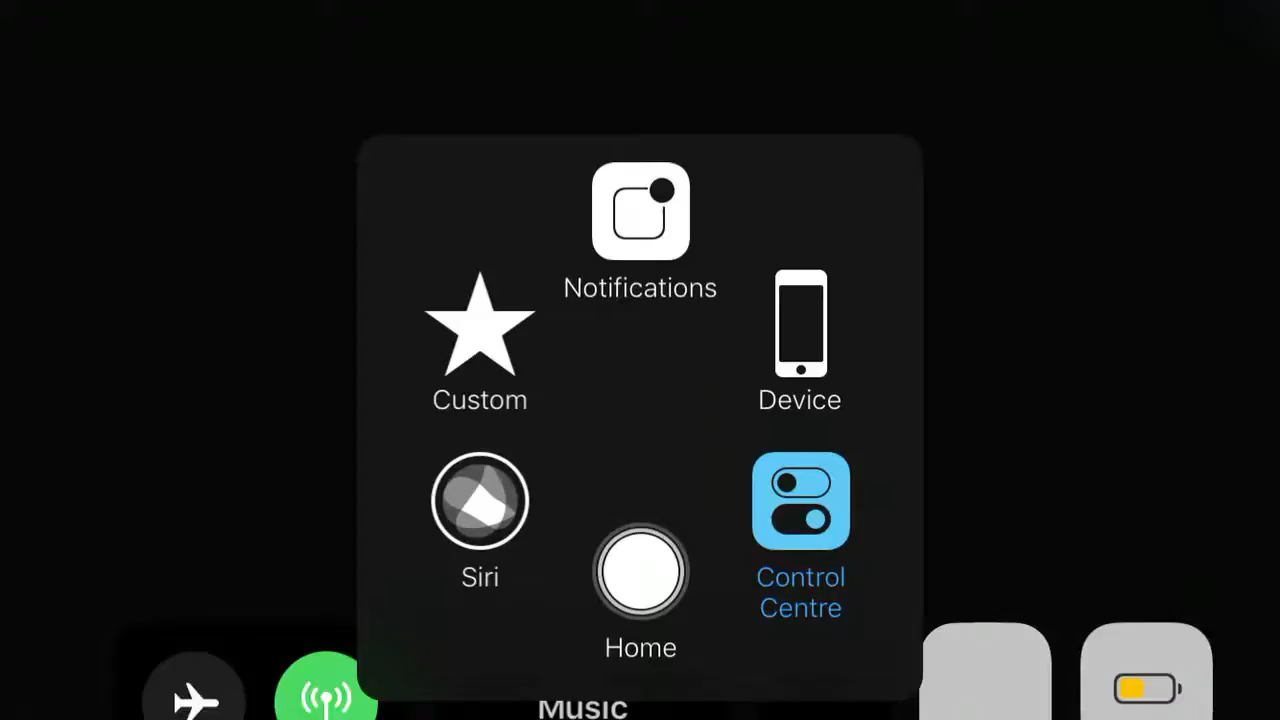 Notifications
Custom
Device
Siri
Control
Centre
Home
Music